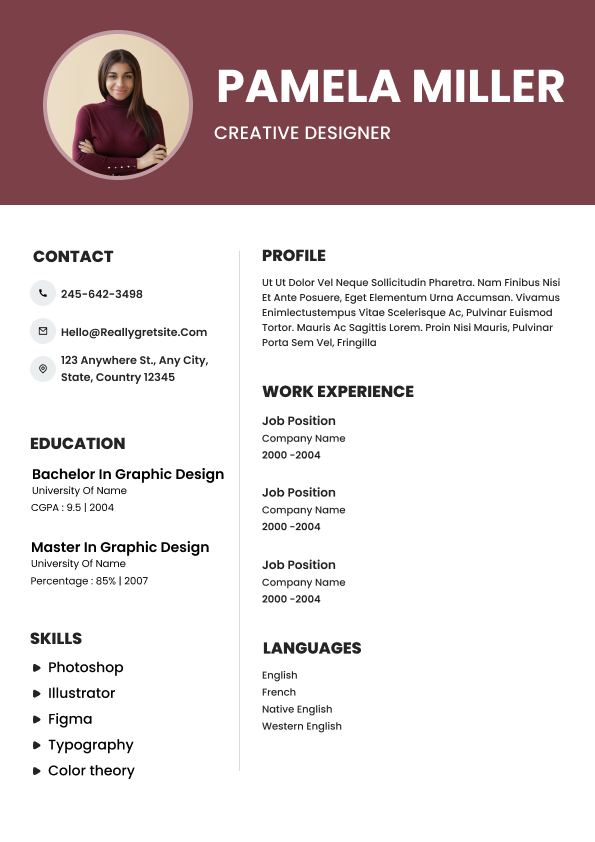 PAMELA MILLER
CREATIVE DESIGNER
CONTACT
245-642-3498
Hello@Reallygretsite.Com
123 Anywhere St., Any City,
State, Country 12345
EDUCATION
Bachelor In Graphic Design
University Of Name
CGPA : 9.5 | 2004
Master In Graphic Design
University Of Name
Percentage : 85% | 2007
SKILLS
Photoshop
Illustrator
Figma
Typography
Color theory
PROFILE
Ut Ut Dolor Vel Neque Sollicitudin Pharetra. Nam Finibus Nisi
Et Ante Posuere, Eget Elementum Urna Accumsan. Vivamus
Enimlectustempus Vitae Scelerisque Ac, Pulvinar Euismod
Tortor. Mauris Ac Sagittis Lorem. Proin Nisi Mauris, Pulvinar
Porta Sem Vel, Fringilla
WORK EXPERIENCE
Job Position
Company Name
2000 -2004
Job Position
Company Name
2000 -2004
Job Position
Company Name
2000 -2004
LANGUAGES
English
French
Native English
Western English